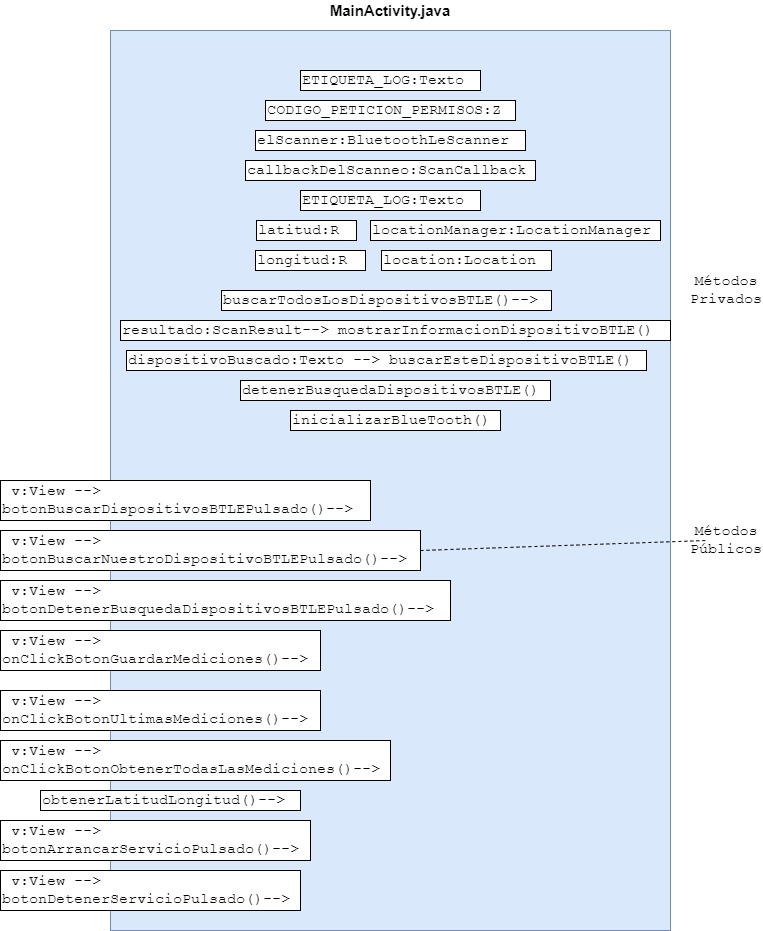 MainActivity.java
ETIQUETA_LOG:Texto
CODIGO_PETICION_PERMISOS:Z
elScanner:BluetoothLeScanner
callbackDelScanneo:ScanCallback
ETIQUETA_LOG:Texto
latitud:R locationManager:LocationManager
longitud:R location:Location
Métodos
Privados
buscarTodosLosDispositivosBTLE()-->
resultado:ScanResult--> mostrarInformacionDispositivoBTLE()
dispositivoBuscado:Texto --> buscarEsteDispositivoBTLE()
detenerBusquedaDispositivosBTLE()
inicializarBlueTooth()
v:View -->
botonBuscarDispositivosBTLEPulsado()-->
Métodos
Públicos
v:View -->
botonBuscarNuestroDispositivoBTLEPulsado()-->
v:View -->
botonDetenerBusquedaDispositivosBTLEPulsado()-->
v:View -->
onClickBotonGuardarMediciones()-->
v:View -->
onClickBotonUltimasMediciones()-->
v:View -->
onClickBotonObtenerTodasLasMediciones()-->
obtenerLatitudLongitud()-->
v:View -->
botonArrancarServicioPulsado()-->
v:View -->
botonDetenerServicioPulsado()-->